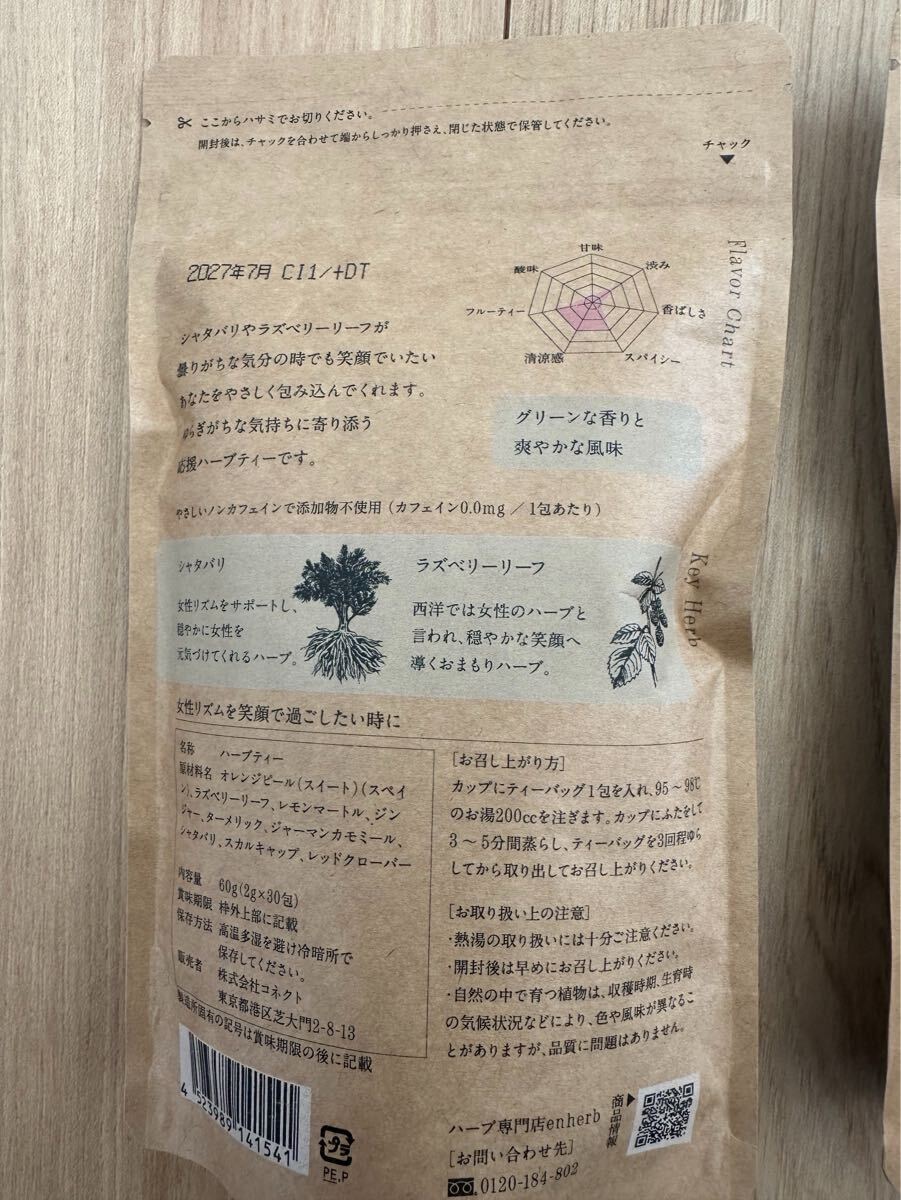 ここからハサミでお切りください。
開封後は、チャックを合わせて端からしっかり押さえ、閉じた状態で保管してください。
チャック
2027年7月 CI1/+DT
Flavor Chart
甘味
渋み
香ばしさ
スパイシー
清涼感
フルーティー
酸味
シャタバリやラズベリーリーフが
曇りがちな気分の時でも笑顔でいたい
あなたをやさしく包み込んでくれます。
ゆらぎがちな気持ちに寄り添う
応援ハーブティーです。
グリーンな香りと
爽やかな風味
やさしいノンカフェインで添加物不使用(カフェイン0.0mg/1包あたり)
Key Herb
シャタバリ
女性リズムをサポートし、
穏やかに女性を
元気づけてくれるハーブ。
ラズベリーリーフ
西洋では女性のハーブと
言われ、穏やかな笑顔へ
導くおまもりハーブ。
女性リズムを笑顔で過ごしたい時に
名称 ハーブティー
原材料名 オレンジピール(スイート)(スペイ
ン)、ラズベリーリーフ、レモンマートル、ジン
ジャー、ターメリック、ジャーマンカモミール、
シャタバリ、スカルキャップ、レッドクローバー
内容量 60g(2g×30包)
賞味期限 枠外上部に記載
保存方法 高温多湿を避け冷暗所で
保存してください。
販売者 株式会社コネクト
東京都港区芝大門2-8-13
製造所固有の記号は賞味期限の後に記載
[お召し上がり方]
カップにティーバッグ1包を入れ、95～98℃
のお湯200ccを注ぎます。カップにふたをして
3～5分間蒸らし、ティーバッグを3回程ゆら
してから取り出してお召し上がりください。
[お取り扱い上の注意]
・熱湯の取り扱いには十分ご注意ください。
・開封後は早めにお召し上がりください。
・自然の中で育つ植物は、収穫時期、生育時
の気候状況などにより、色や風味が異なるこ
とがありますが、品質に問題はありません。
4 523989 141541
プラ
PE,P
ハーブ専門店enherb
[お問い合わせ先]
0120-184-802
商品情報